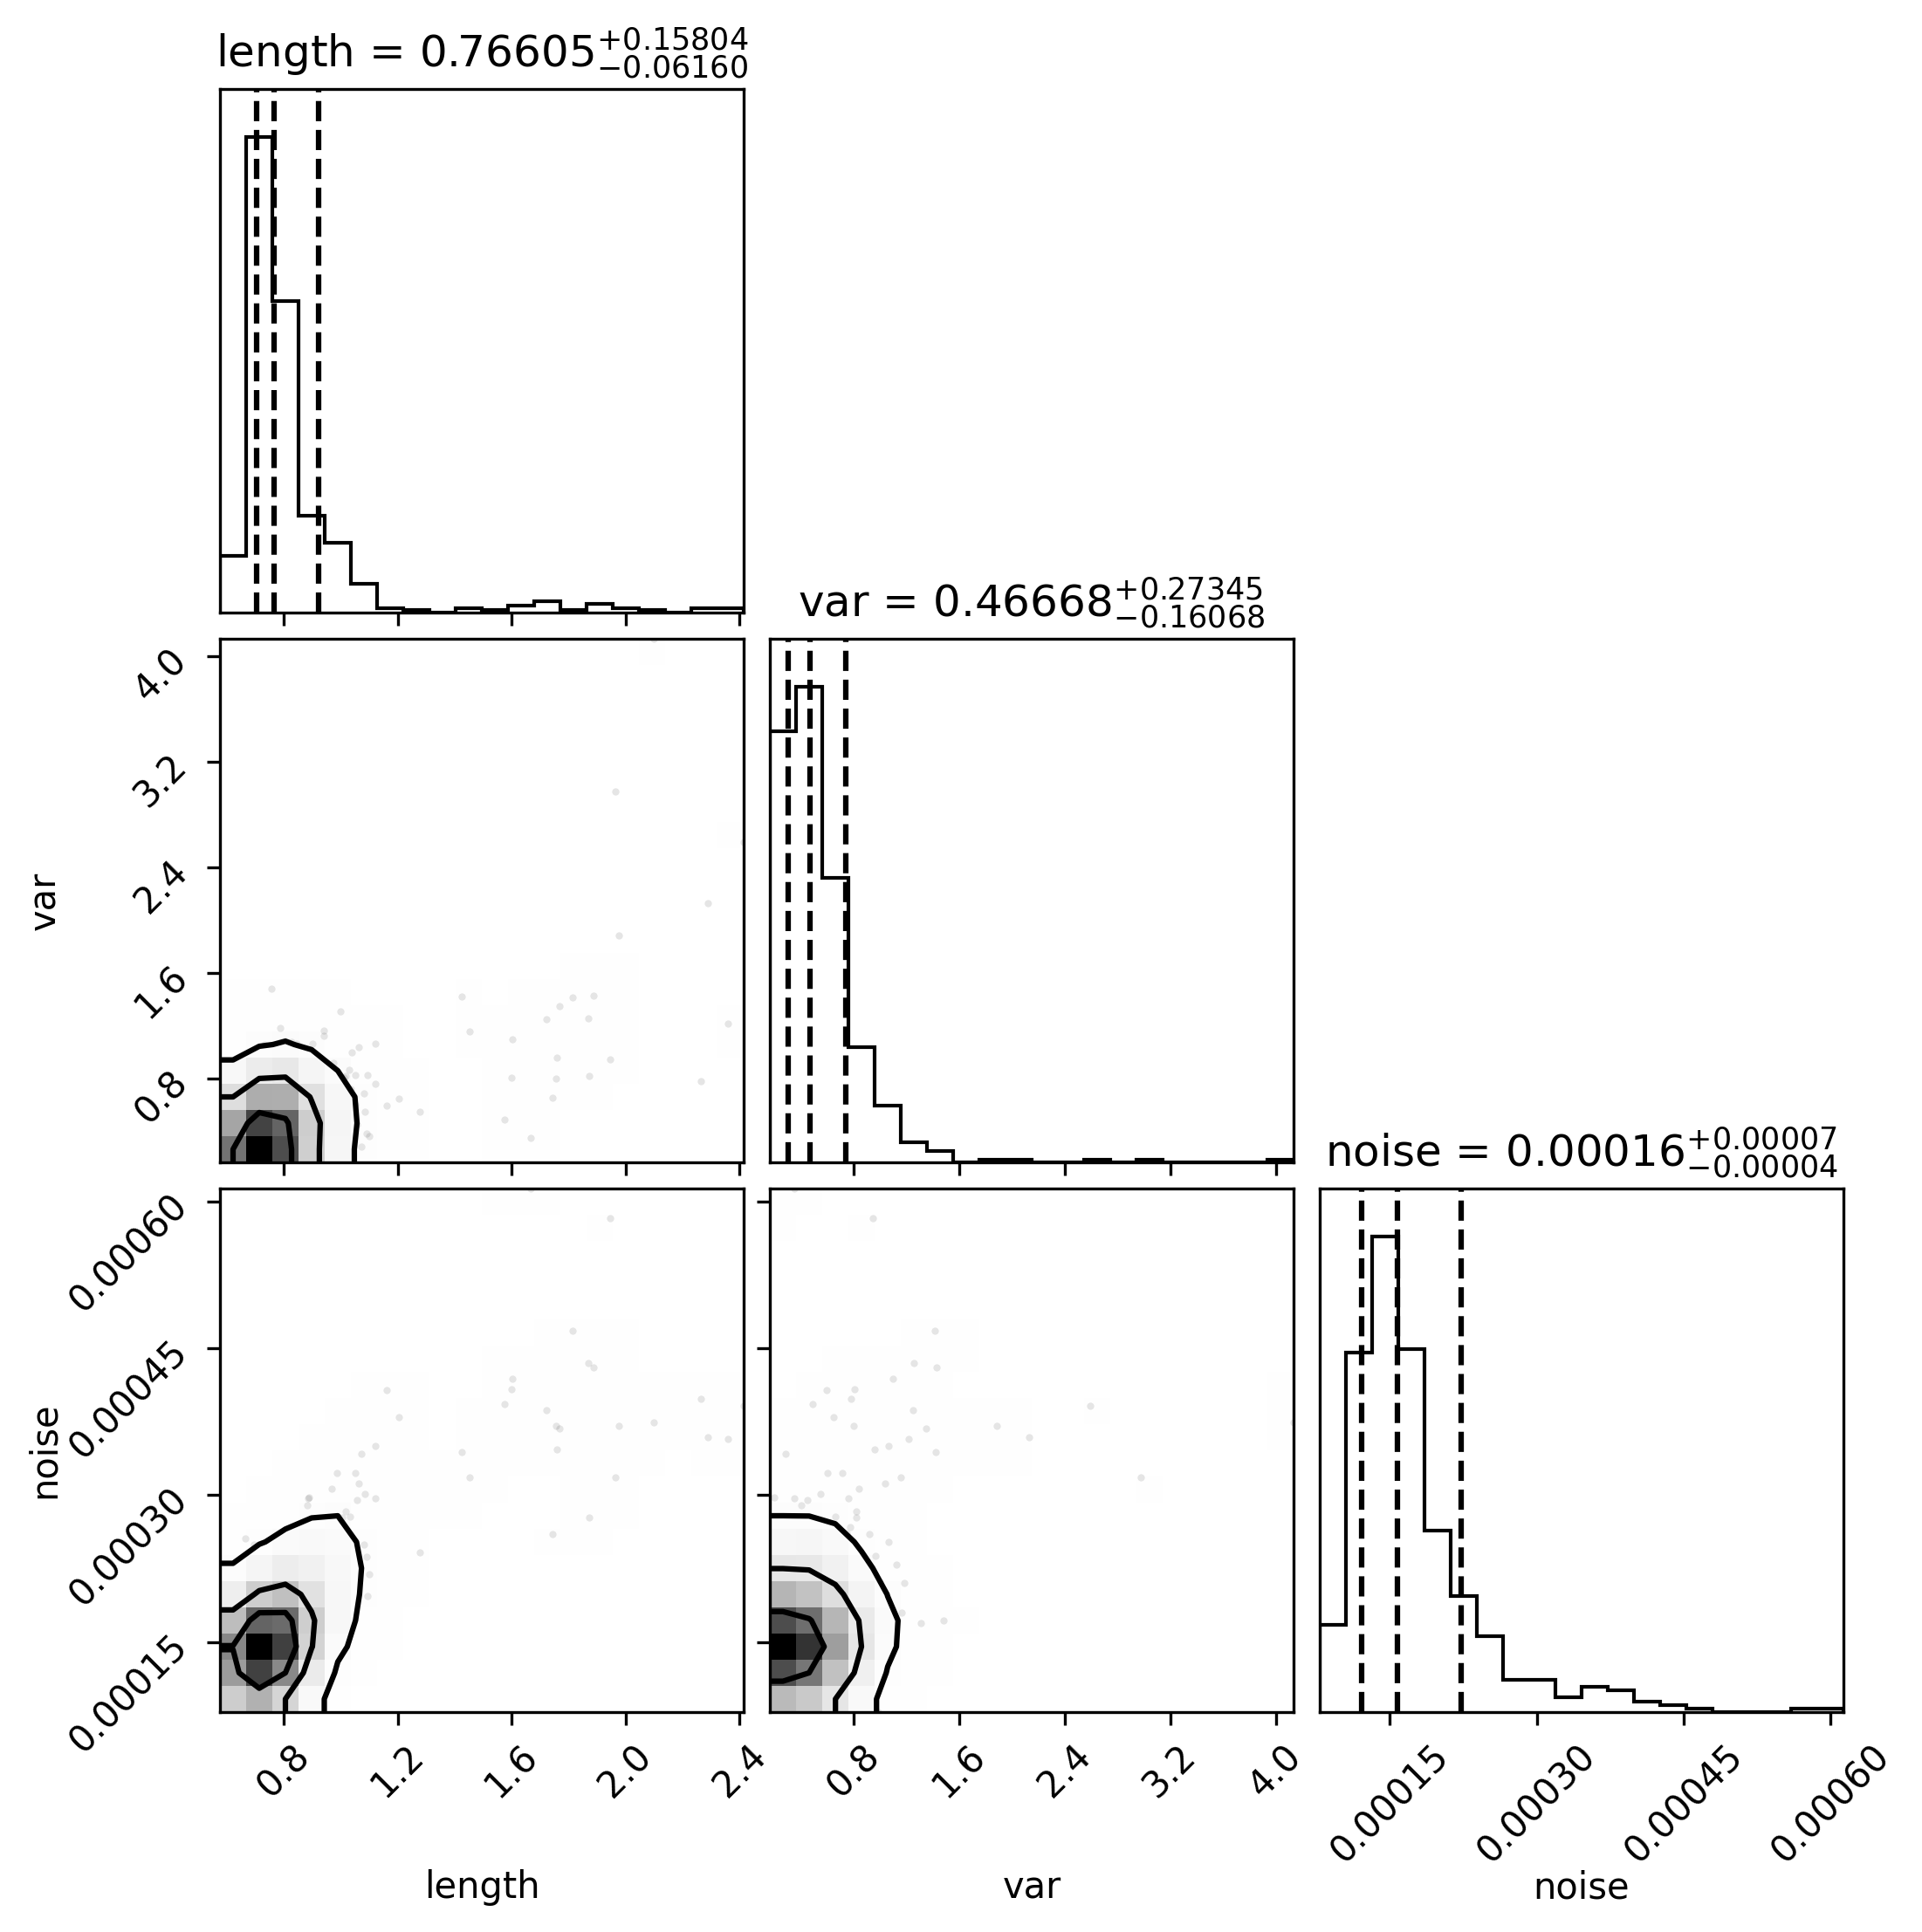 length = 0.76605 +0.15804 −0.06160
var = 0.46668 +0.27345 −0.16068
4.0
3.2
2.4
1.6
0.8
var
noise = 0.00016 +0.00007 −0.00004
0.00060
0.00045
0.00030
0.00015
noise
0.8 1.2 1.6 2.0 2.4
0.8 1.6 2.4 3.2 4.0
0.00015 0.00030 0.00045 0.00060
length
var
noise